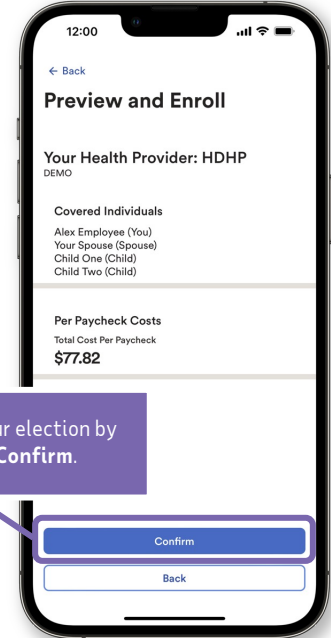 12:00
← Back
Preview and Enroll
Your Health Provider: HDHP
DEMO
Covered Individuals
Alex Employee (You)
Your Spouse (Spouse)
Child One (Child)
Child Two (Child)
Per Paycheck Costs
Total Cost Per Paycheck
$77.82
election by
Confirm.
Confirm
Back